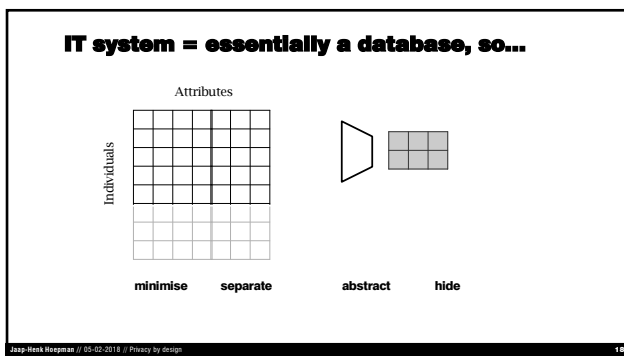 IT system = essentially a database, so...
Attributes
Individuals
minimise separate abstract hide
Jaap-Henk Hoepman // 05-02-2018 // Privacy by design 18